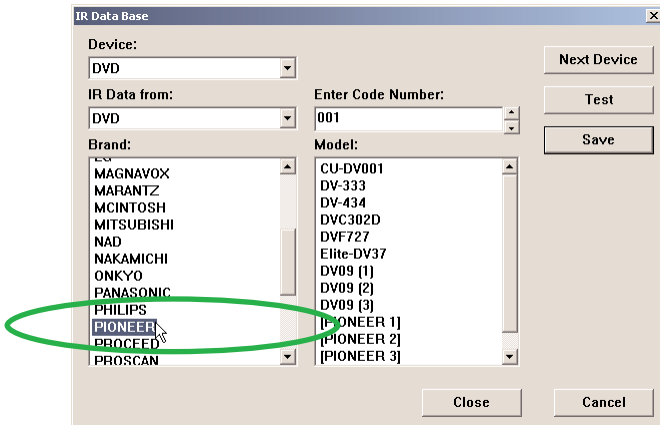 IR Data Base
Device:
DVD
Next Device
IR Data from:
DVD
Enter Code Number:
001
Test
Save
Brand:
MAGNAVOX
MARANTZ
MCINTOSH
MITSUBISHI
NAD
NAKAMICHI
ONKYO
PANASONIC
PHILIPS
PIONEER
PROCEED
PROSCAN
Model:
CU-DV001
DV-333
DV-434
DVC302D
DVF727
Elite-DV37
DV09 (1)
DV09 (2)
DV09 (3)
[PIONEER 1]
[PIONEER 2]
[PIONEER 3]
Close
Cancel